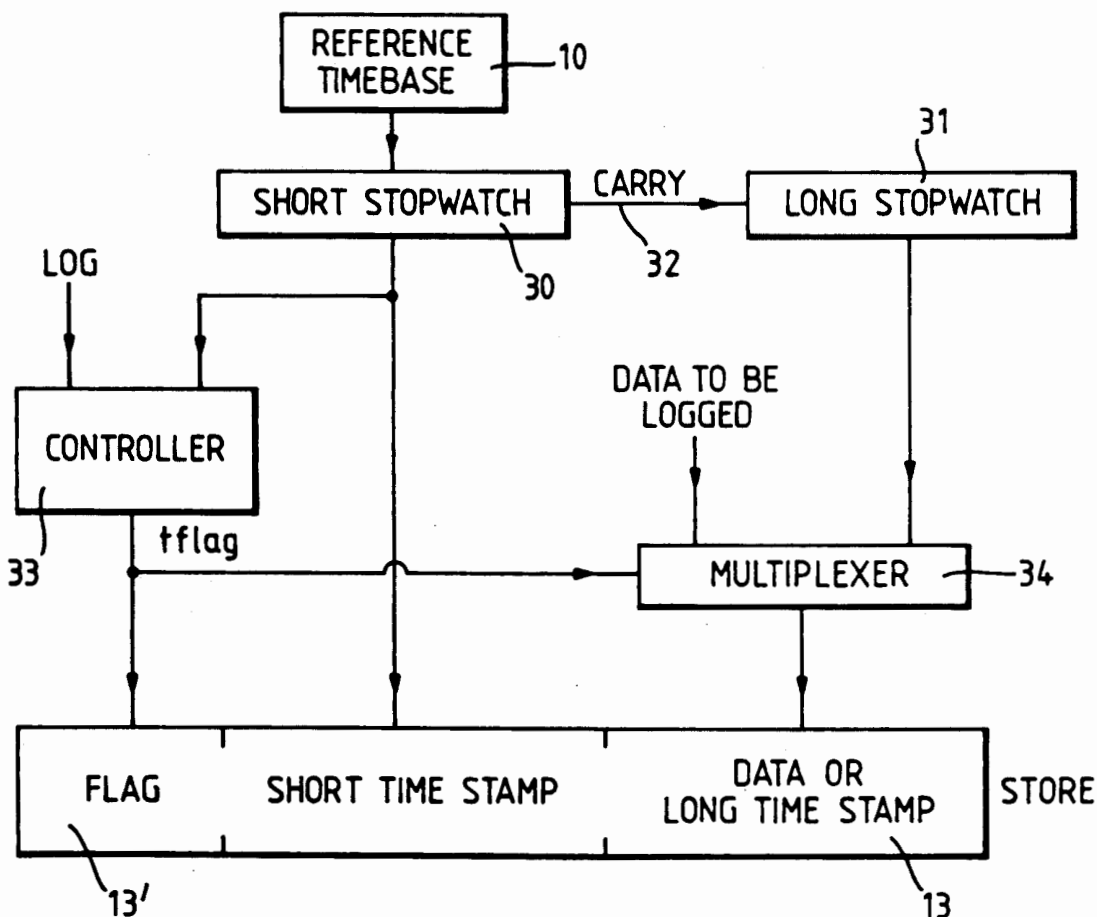 REFERENCE
TIMEBASE
10
SHORT STOPWATCH
30
CARRY
32
31
LONG STOPWATCH
LOG
CONTROLLER
33
tflag
DATA TO BE
LOGGED
MULTIPLEXER
34
FLAG
SHORT TIME STAMP
DATA OR
LONG TIME STAMP
STORE
13'
13